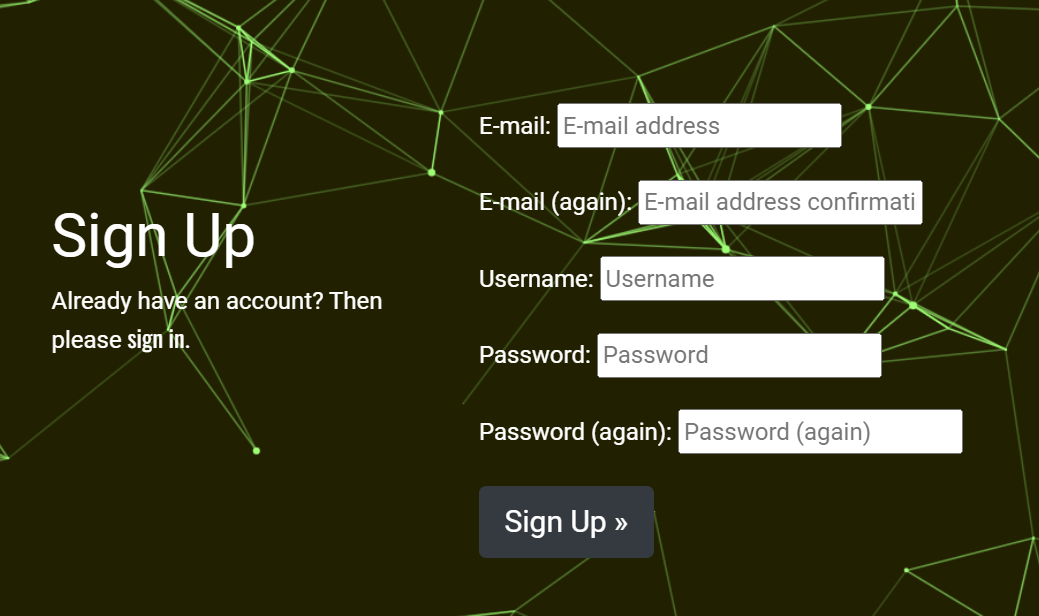 Sign Up
Already have an account? Then
please sign in.
E-mail: E-mail address
E-mail (again): E-mail address confirmati
Username: Username
Password: Password
Password (again): Password (again)
Sign Up »